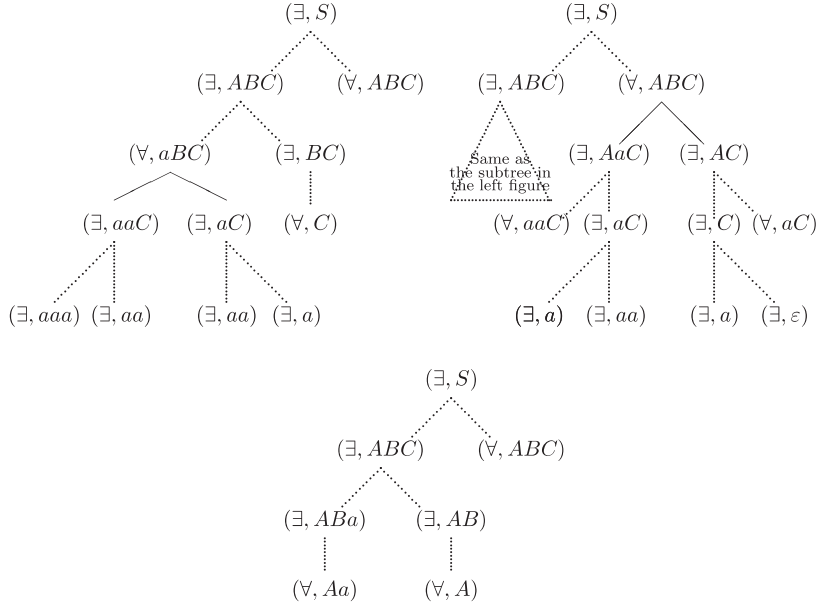 (∃, S) (∃, S)
(∃, ABC) (∀, ABC) (∃, ABC) (∀, ABC)
(∀, aBC) (∃, BC) (∃, AaC) (∃, AC)
Same as
the subtree in
the left figure
(∃, aaC) (∃, aC) (∀, C) (∀, aaC) (∃, aC) (∃, C) (∀, aC)
(∃, aaa) (∃, aa) (∃, aa) (∃, a) (∃, a) (∃, aa) (∃, a) (∃, ε)
(∃, S)
(∃, ABC) (∀, ABC)
(∃, ABa) (∃, AB)
(∀, Aa) (∀, A)